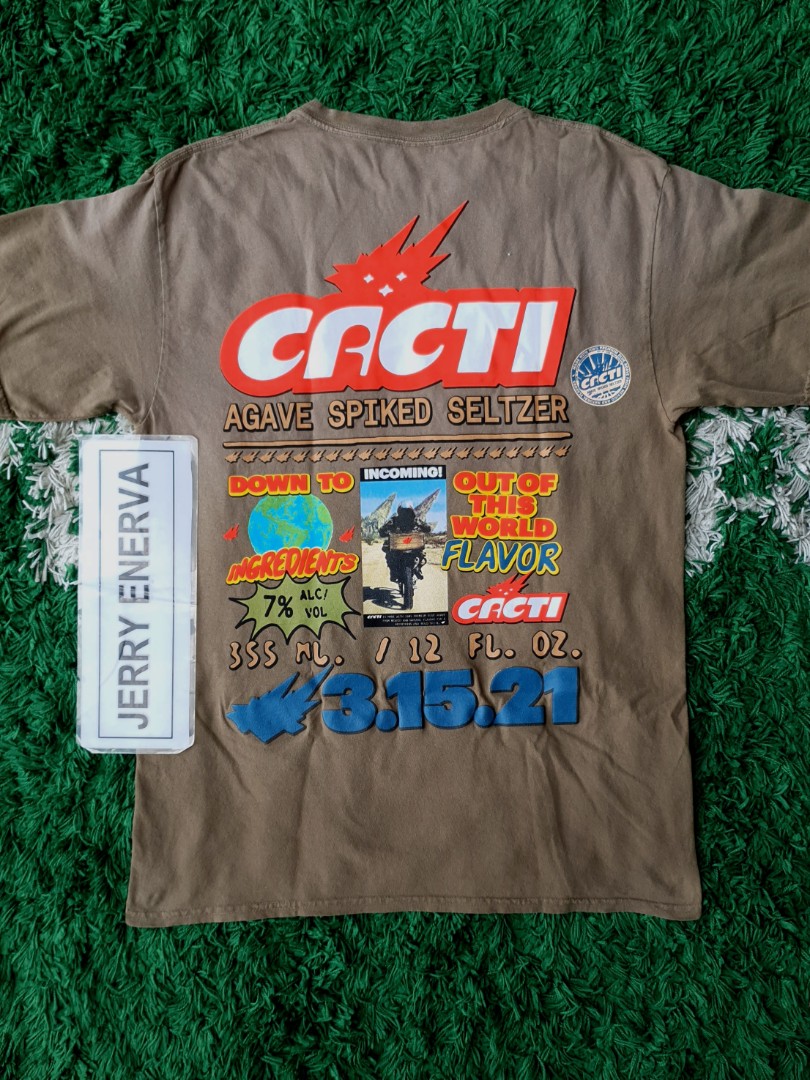 CACTI
CACTI
AGAVE SPIKED SELTZER
DOWN TO
INGREDIENTS
INCOMING!
OUT OF
THIS
WORLD
FLAVOR
7% ALC/
VOL
CACTI
355 ML. / 12 FL. OZ.
3.15.21
JERRY ENERVA